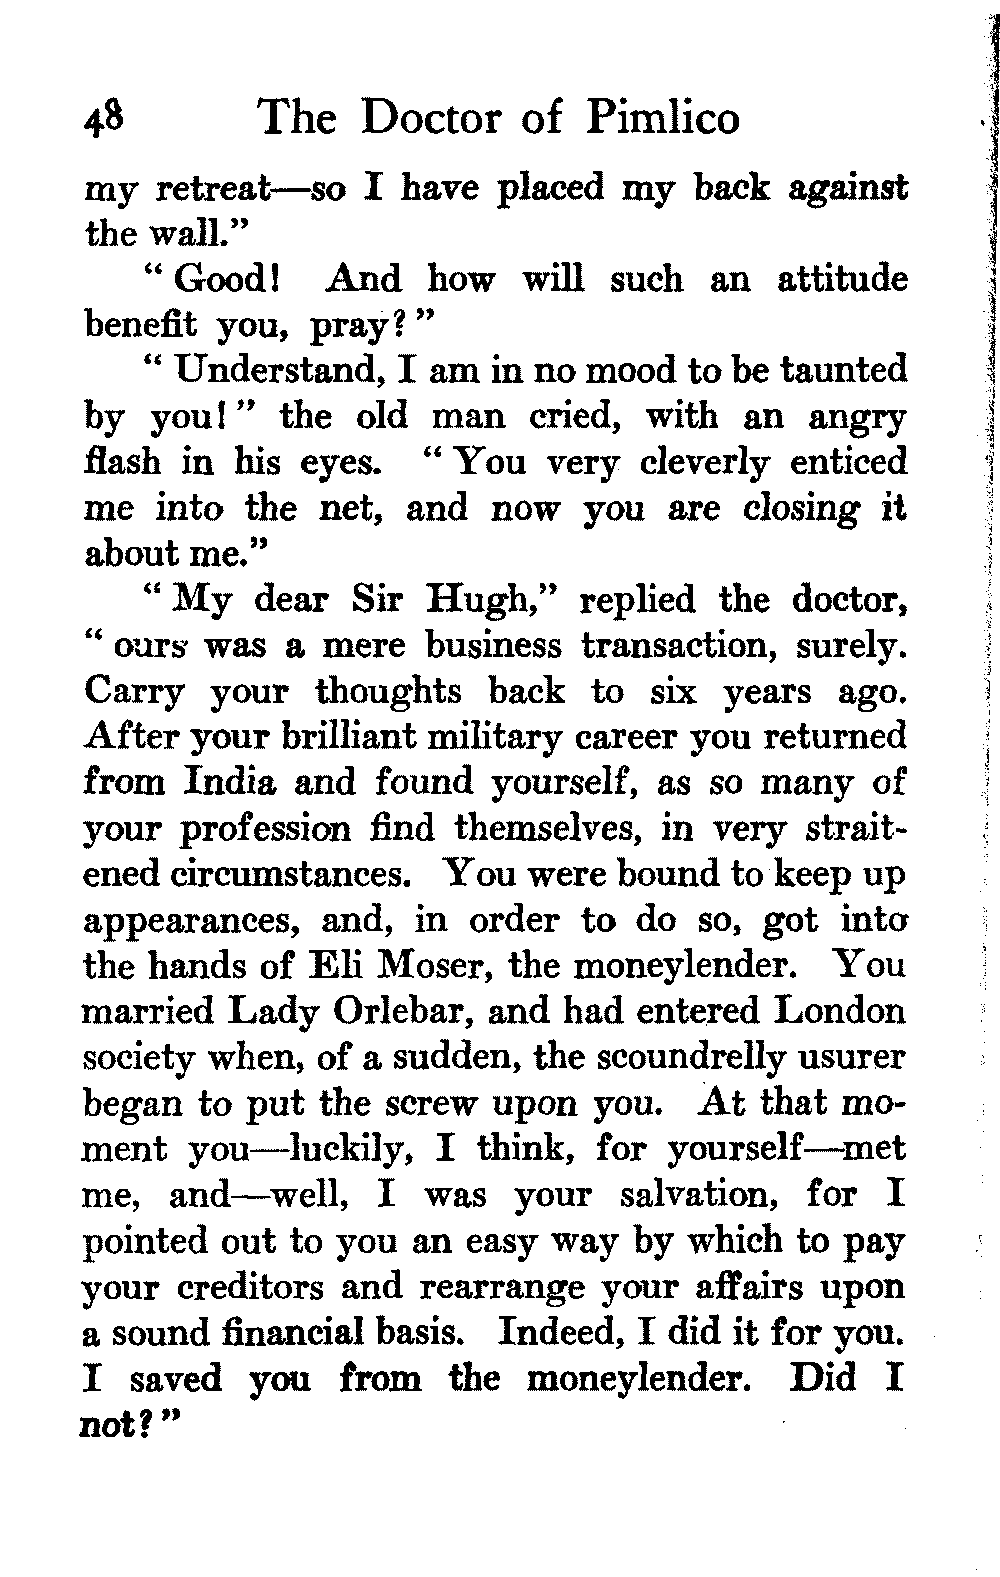 48 The Doctor of Pimlico
my retreat—so I have placed my back against
the wall."
" Good! And how will such an attitude
benefit you, pray? "
" Understand, I am in no mood to be taunted
by you! " the old man cried, with an angry
flash in his eyes. " You very cleverly enticed
me into the net, and now you are closing it
about me."
" My dear Sir Hugh," replied the doctor,
" ours was a mere business transaction, surely.
Carry your thoughts back to six years ago.
After your brilliant military career you returned
from India and found yourself, as so many of
your profession find themselves, in very strait-
ened circumstances. You were bound to keep up
appearances, and, in order to do so, got into
the hands of Eli Moser, the moneylender. You
married Lady Orlebar, and had entered London
society when, of a sudden, the scoundrelly usurer
began to put the screw upon you. At that mo-
ment you—luckily, I think, for yourself—met
me, and—well, I was your salvation, for I
pointed out to you an easy way by which to pay
your creditors and rearrange your affairs upon
a sound financial basis. Indeed, I did it for you.
I saved you from the moneylender. Did I
not? "